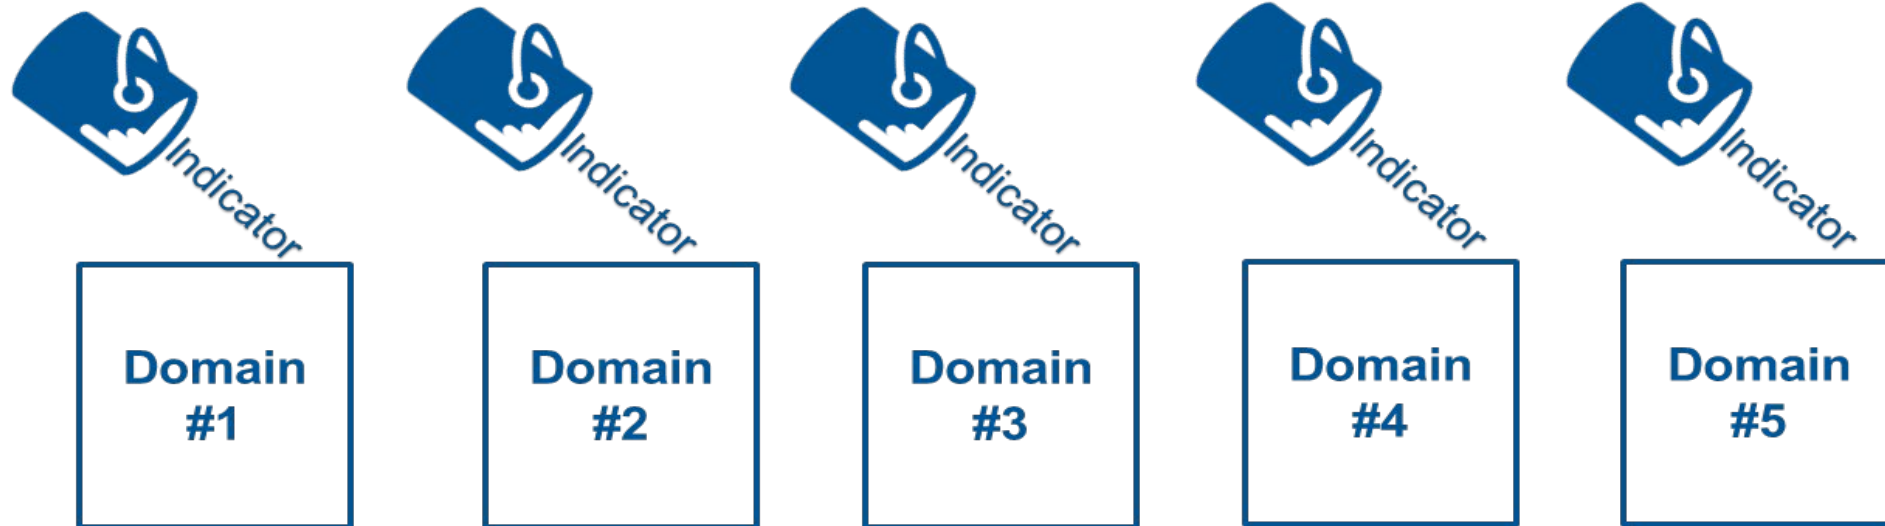 Indicator
Indicator
Indicator
Indicator
Indicator
Domain
#1
Domain
#2
Domain
#3
Domain
#4
Domain
#5